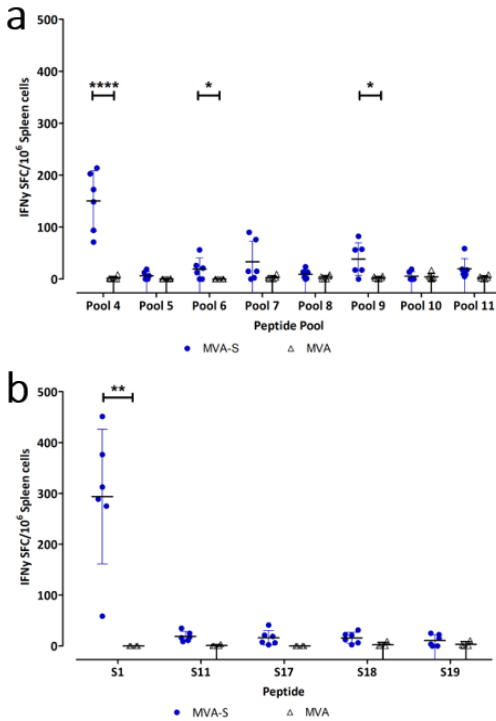 a
IFNγ SFC/10⁶ Spleen cells
500
400
300
200
100
0
****
*
*
Pool 4 Pool 5 Pool 6 Pool 7 Pool 8 Pool 9 Pool 10 Pool 11
Peptide Pool
MVA-S MVA
b
IFNγ SFC/10⁶ Spleen cells
500
400
300
200
100
0
**
S1 S11 S17 S18 S19
Peptide
MVA-S MVA